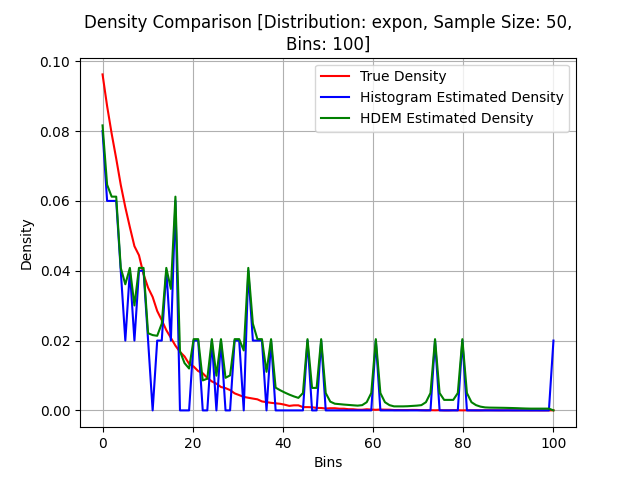 Density Comparison [Distribution: expon, Sample Size: 50,
Bins: 100]
True Density
Histogram Estimated Density
HDEM Estimated Density
Density
0.10
0.08
0.06
0.04
0.02
0.00
0 20 40 60 80 100
Bins